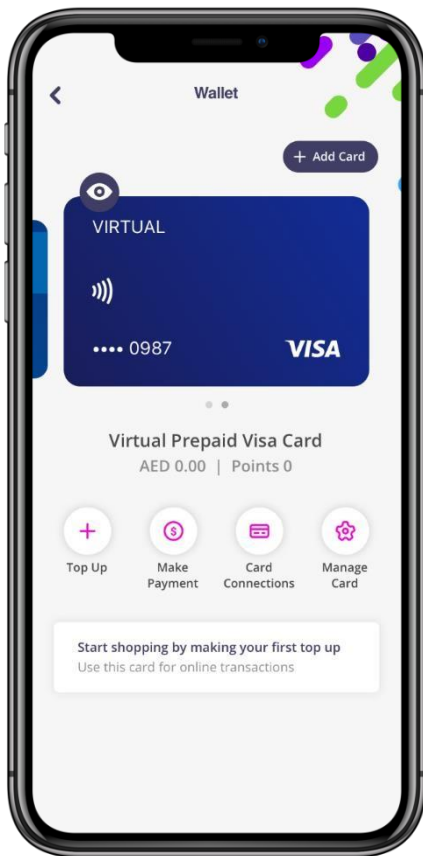 Wallet
+ Add Card
VIRTUAL
•••• 0987
VISA
Virtual Prepaid Visa Card
AED 0.00 | Points 0
Top Up
Make
Payment
Card
Connections
Manage
Card
Start shopping by making your first top up
Use this card for online transactions